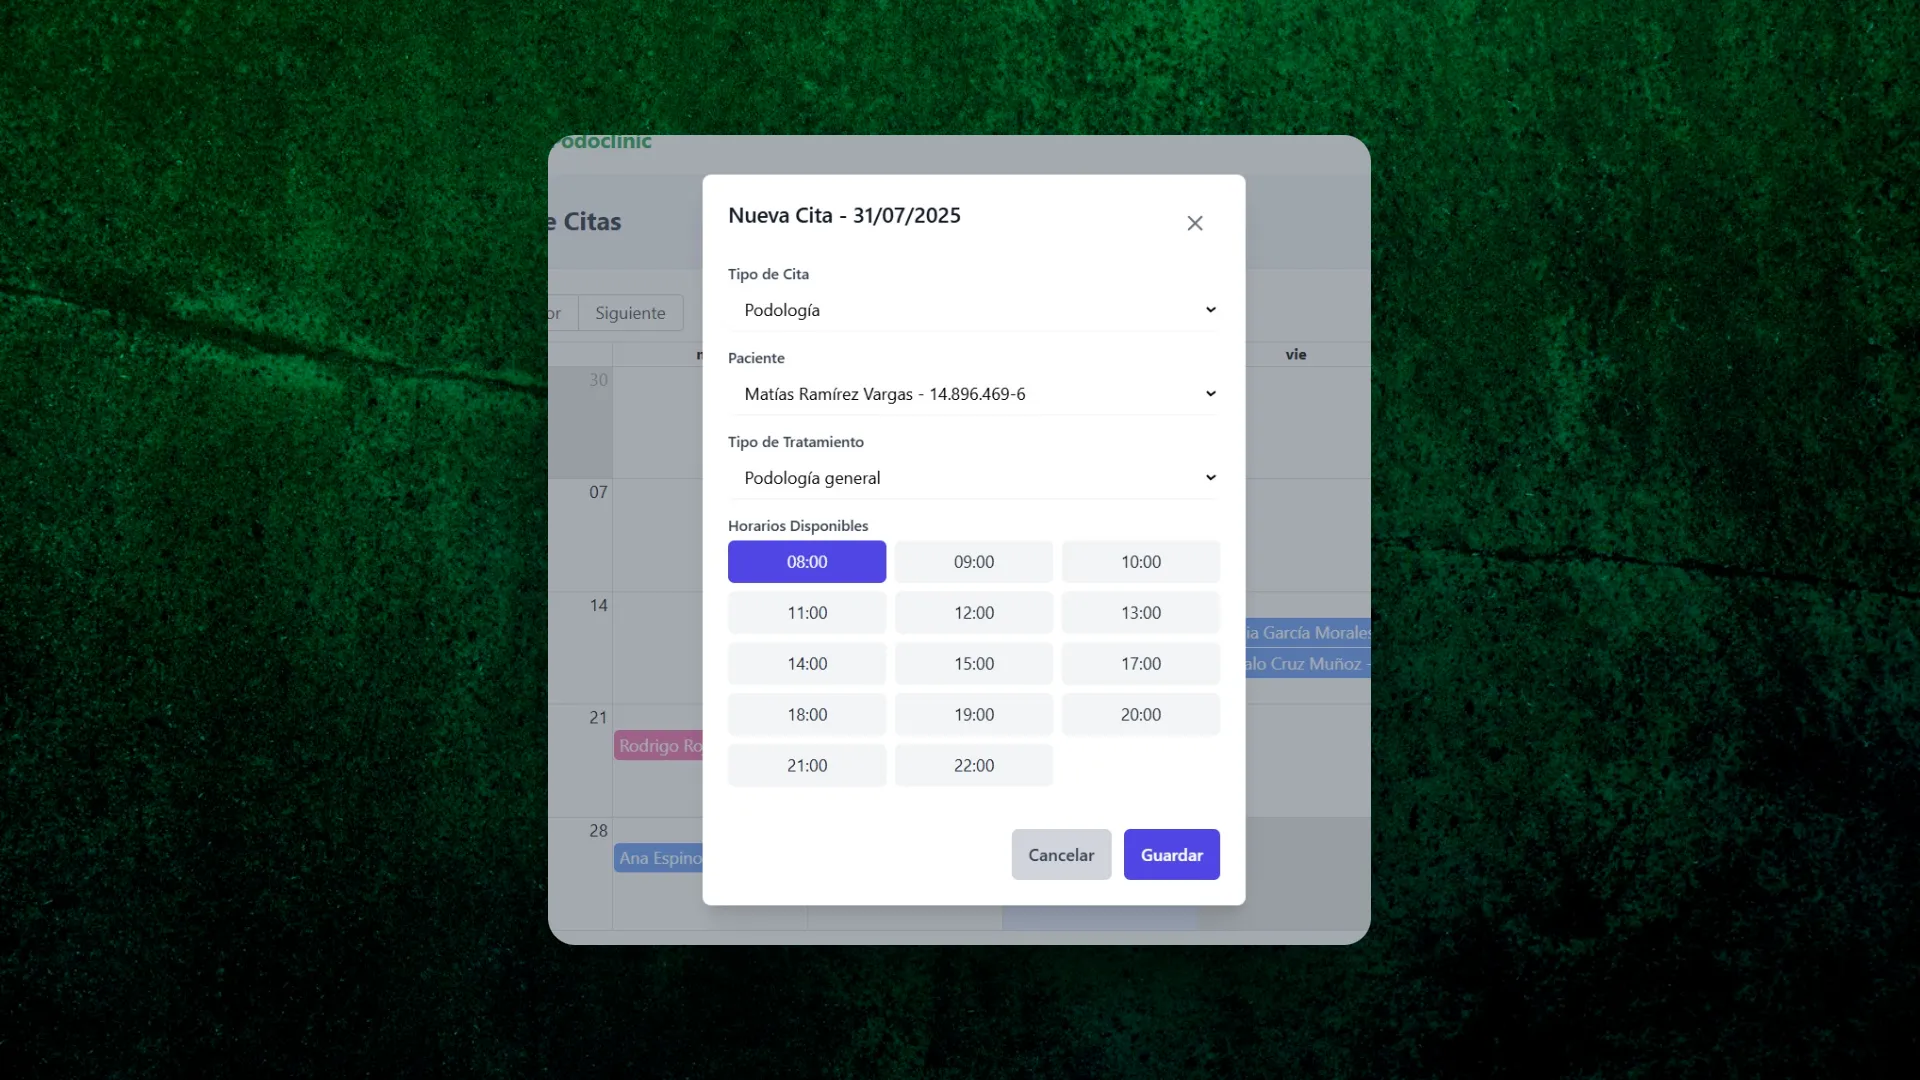 Podoclinic
Nueva Cita - 31/07/2025
e Citas
Tipo de Cita
Podología
or
Siguiente
vie
Paciente
30
Matías Ramírez Vargas - 14.896.469-6
Tipo de Tratamiento
Podología general
07
Horarios Disponibles
08:00 09:00 10:00
11:00 12:00 13:00
14
ia García Morales
14:00 15:00 17:00
alo Cruz Muñoz -
18:00 19:00 20:00
21
Rodrigo Ro
21:00 22:00
28
Ana Espino
Cancelar Guardar